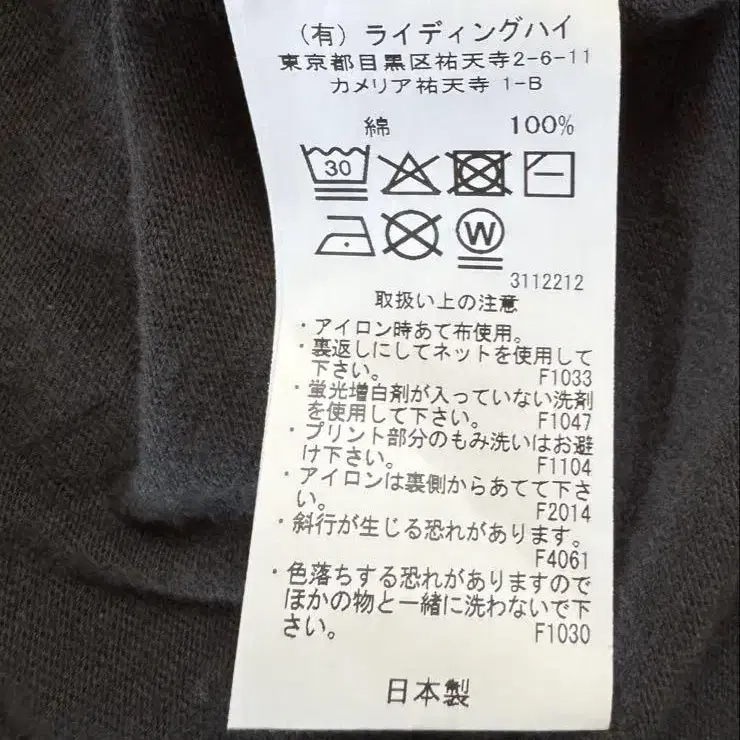 (有) ライディングハイ
東京都目黒区祐天寺2-6-11
カメリア祐天寺 1-B
綿 100%
30
W
3112212
取扱い上の注意
・アイロン時あて布使用。
・裏返しにしてネットを使用して
下さい。 F1033
・蛍光増白剤が入っていない洗剤
を使用して下さい。 F1047
・プリント部分のもみ洗いはお避
け下さい。 F1104
・アイロンは裏側からあてて下さ
い。 F2014
・斜行が生じる恐れがあります。
F4061
・色落ちする恐れがありますので
ほかの物と一緒に洗わないで下
さい。 F1030
日本製